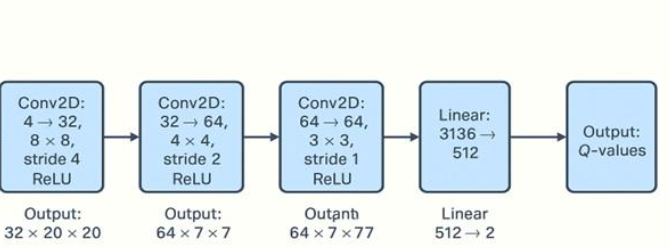 Conv2D:
4 → 32,
8 × 8,
stride 4
ReLU
Output:
32 × 20 × 20
Conv2D:
32 → 64,
4 × 4,
stride 2
ReLU
Output:
64 × 7 × 7
Conv2D:
64 → 64,
3 × 3,
stride 1
ReLU
Outանb
64 × 7 × 77
Linear:
3136 →
512
Linear
512 → 2
Output:
Q-values